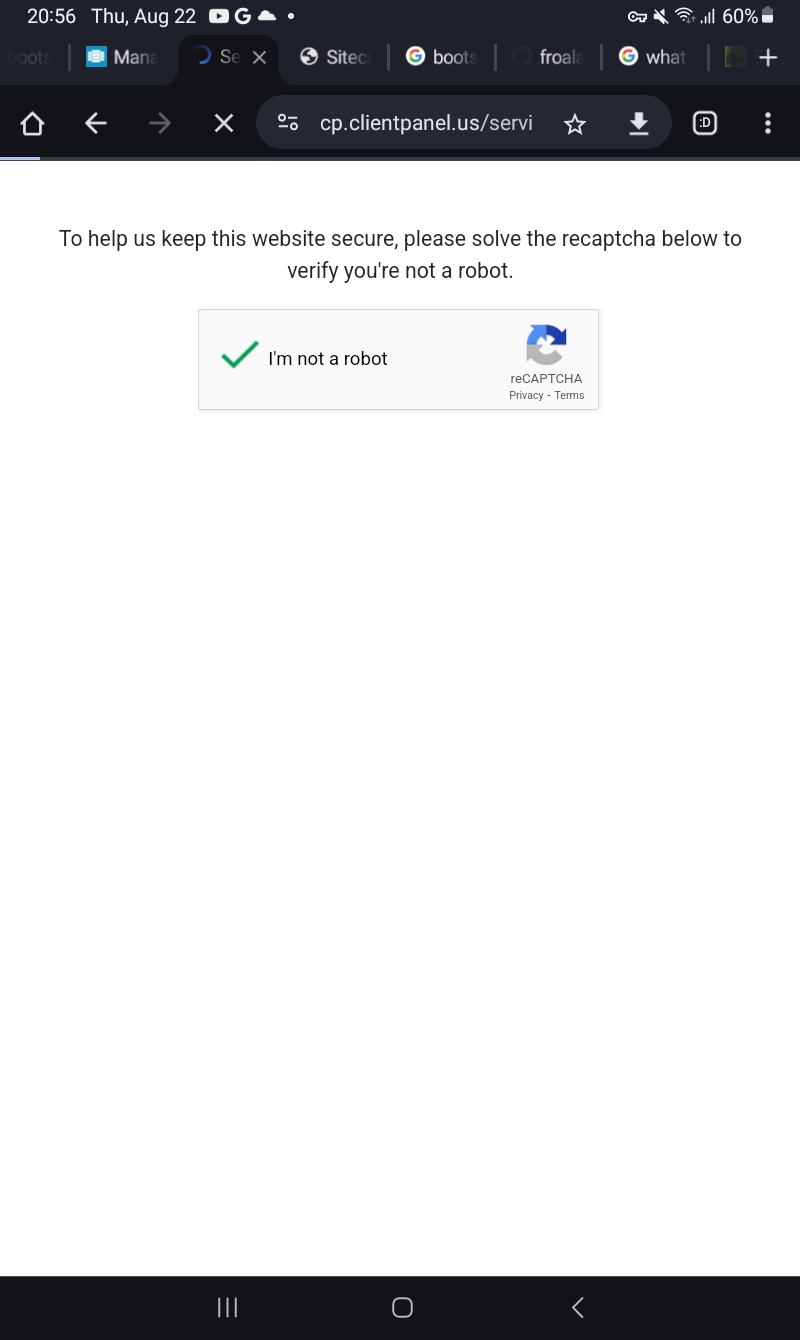 20:56 Thu, Aug 22 60%
boots Mana Se Sitec boots froala what
cp.clientpanel.us/servi :D
To help us keep this website secure, please solve the recaptcha below to
verify you're not a robot.
I'm not a robot
reCAPTCHA
Privacy - Terms